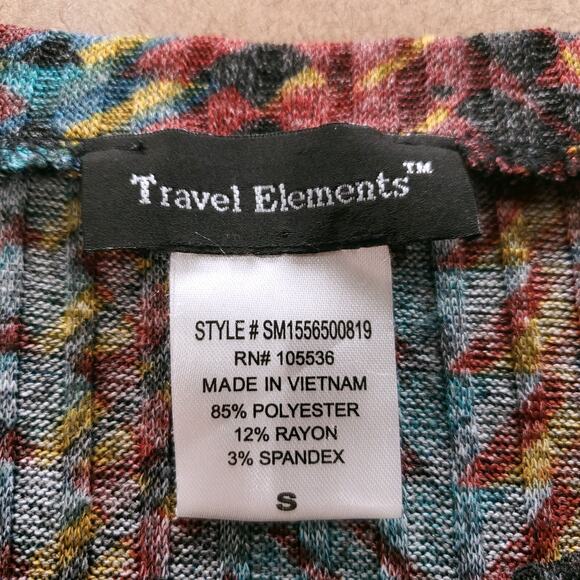 Travel Elements™
STYLE # SM1556500819
RN# 105536
MADE IN VIETNAM
85% POLYESTER
12% RAYON
3% SPANDEX
S